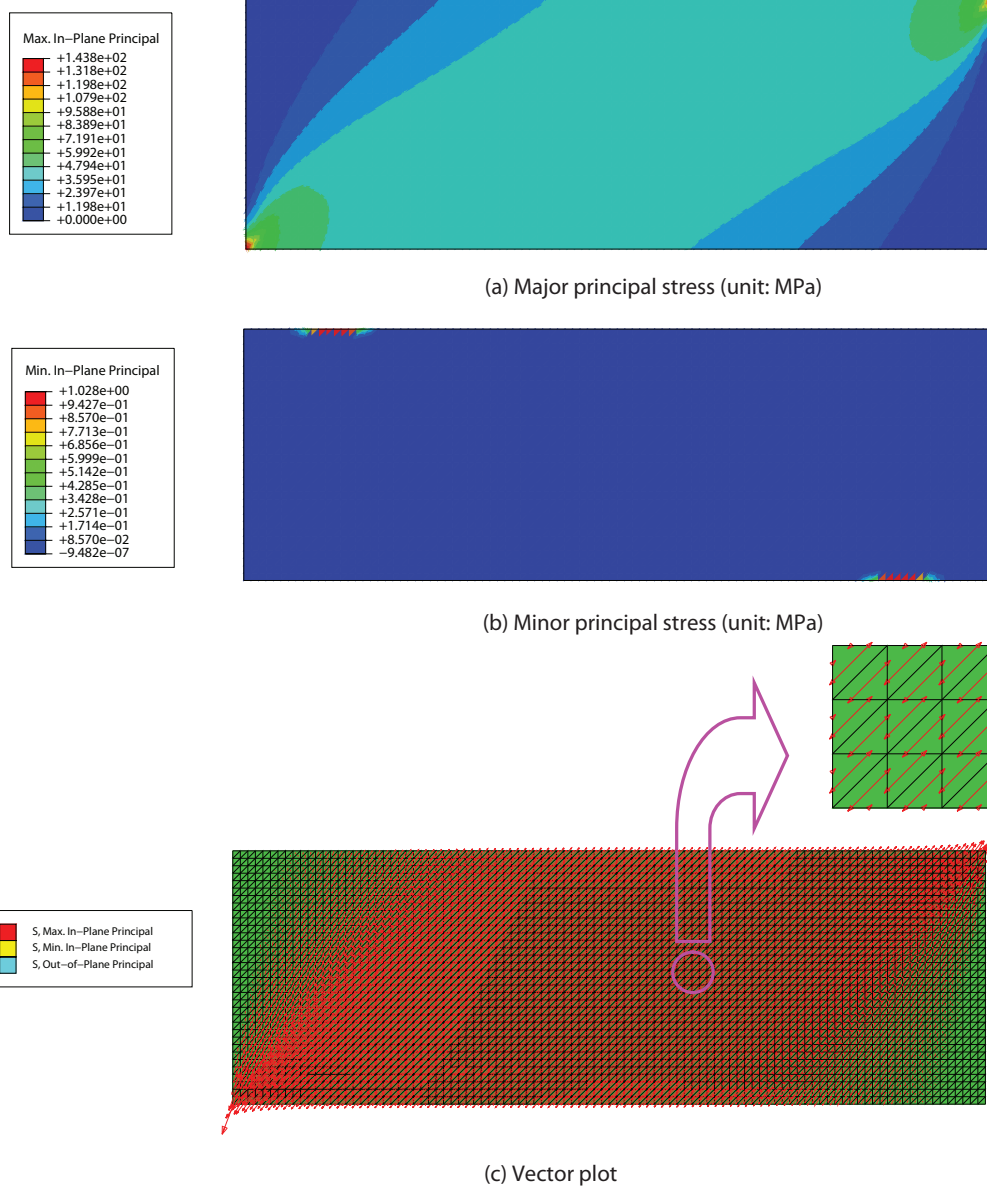 Max. In−Plane Principal
+1.438e+02
+1.318e+02
+1.198e+02
+1.079e+02
+9.588e+01
+8.389e+01
+7.191e+01
+5.992e+01
+4.794e+01
+3.595e+01
+2.397e+01
+1.198e+01
+0.000e+00
(a) Major principal stress (unit: MPa)
Min. In−Plane Principal
+1.028e+00
+9.427e−01
+8.570e−01
+7.713e−01
+6.856e−01
+5.999e−01
+5.142e−01
+4.285e−01
+3.428e−01
+2.571e−01
+1.714e−01
+8.570e−02
−9.482e−07
(b) Minor principal stress (unit: MPa)
S, Max. In−Plane Principal
S, Min. In−Plane Principal
S, Out−of−Plane Principal
(c) Vector plot